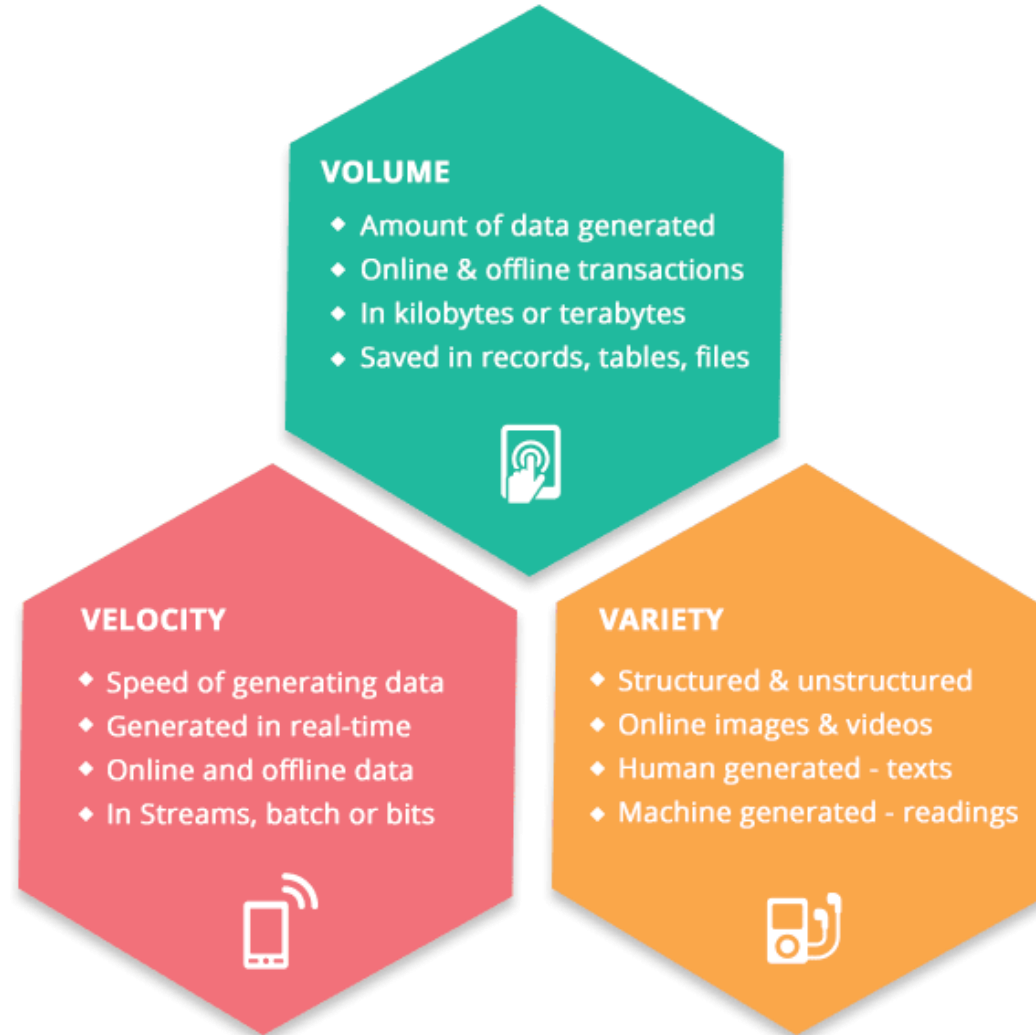 VOLUME
Amount of data generated
Online & offline transactions
In kilobytes or terabytes
Saved in records, tables, files
VELOCITY
Speed of generating data
Generated in real-time
Online and offline data
In Streams, batch or bits
VARIETY
Structured & unstructured
Online images & videos
Human generated - texts
Machine generated - readings